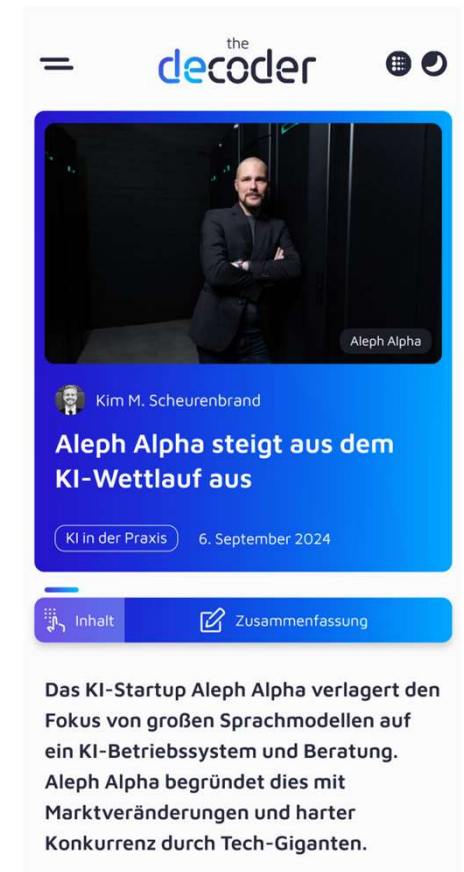 the
decoder
Aleph Alpha
Kim M. Scheurenbrand
Aleph Alpha steigt aus dem
KI-Wettlauf aus
KI in der Praxis
6. September 2024
Inhalt
Zusammenfassung
Das KI-Startup Aleph Alpha verlagert den
Fokus von großen Sprachmodellen auf
ein KI-Betriebssystem und Beratung.
Aleph Alpha begründet dies mit
Marktveränderungen und harter
Konkurrenz durch Tech-Giganten.